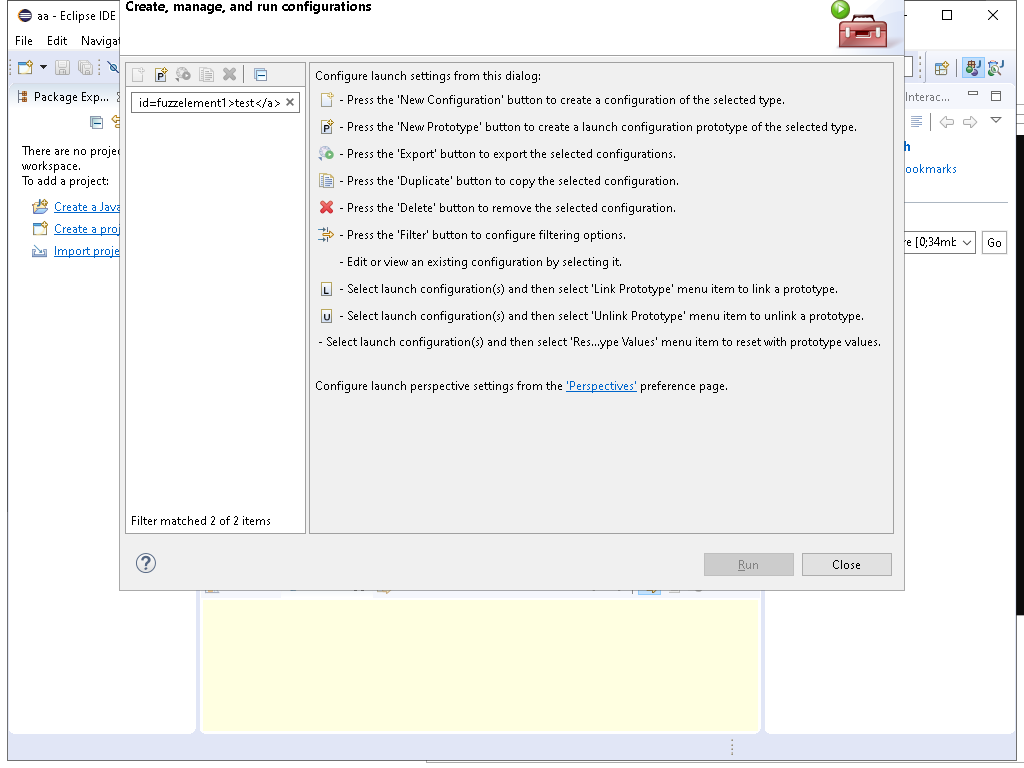 aa - Eclipse IDE
Create, manage, and run configurations
File Edit Navigat
Package Exp...
Interac...
id=fuzzelement1>test</a>
Configure launch settings from this dialog:
- Press the 'New Configuration' button to create a configuration of the selected type.
- Press the 'New Prototype' button to create a launch configuration prototype of the selected type.
- Press the 'Export' button to export the selected configurations.
- Press the 'Duplicate' button to copy the selected configuration.
- Press the 'Delete' button to remove the selected configuration.
- Press the 'Filter' button to configure filtering options.
- Edit or view an existing configuration by selecting it.
L - Select launch configuration(s) and then select 'Link Prototype' menu item to link a prototype.
U - Select launch configuration(s) and then select 'Unlink Prototype' menu item to unlink a prototype.
- Select launch configuration(s) and then select 'Res...ype Values' menu item to reset with prototype values.
Configure launch perspective settings from the 'Perspectives' preference page.
There are no projec
workspace.
To add a project:
Create a Java
Create a proj
Import proje
h
ookmarks
re [0;34mb
Go
Filter matched 2 of 2 items
?
Run
Close